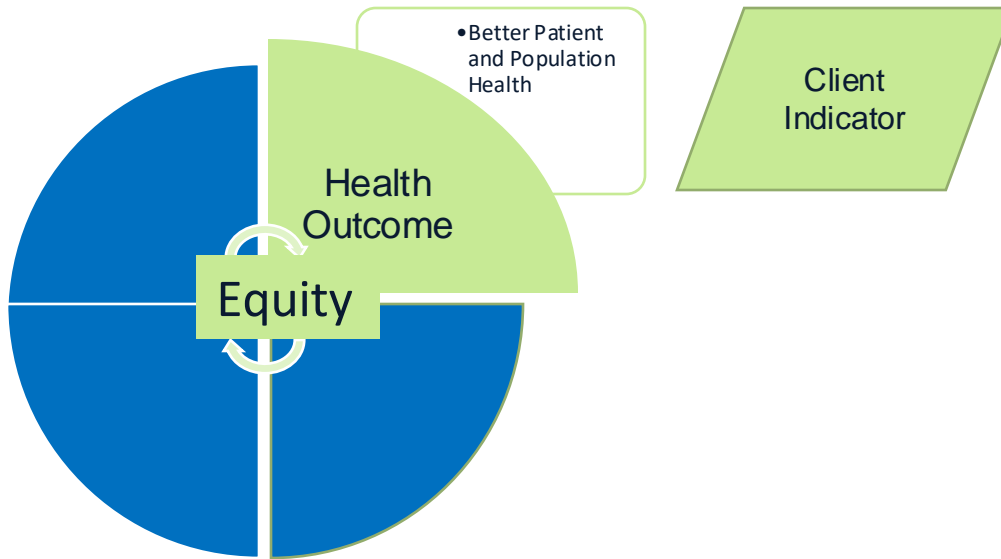 •Better Patient
and Population
Health
Client
Indicator
Health
Outcome
Equity